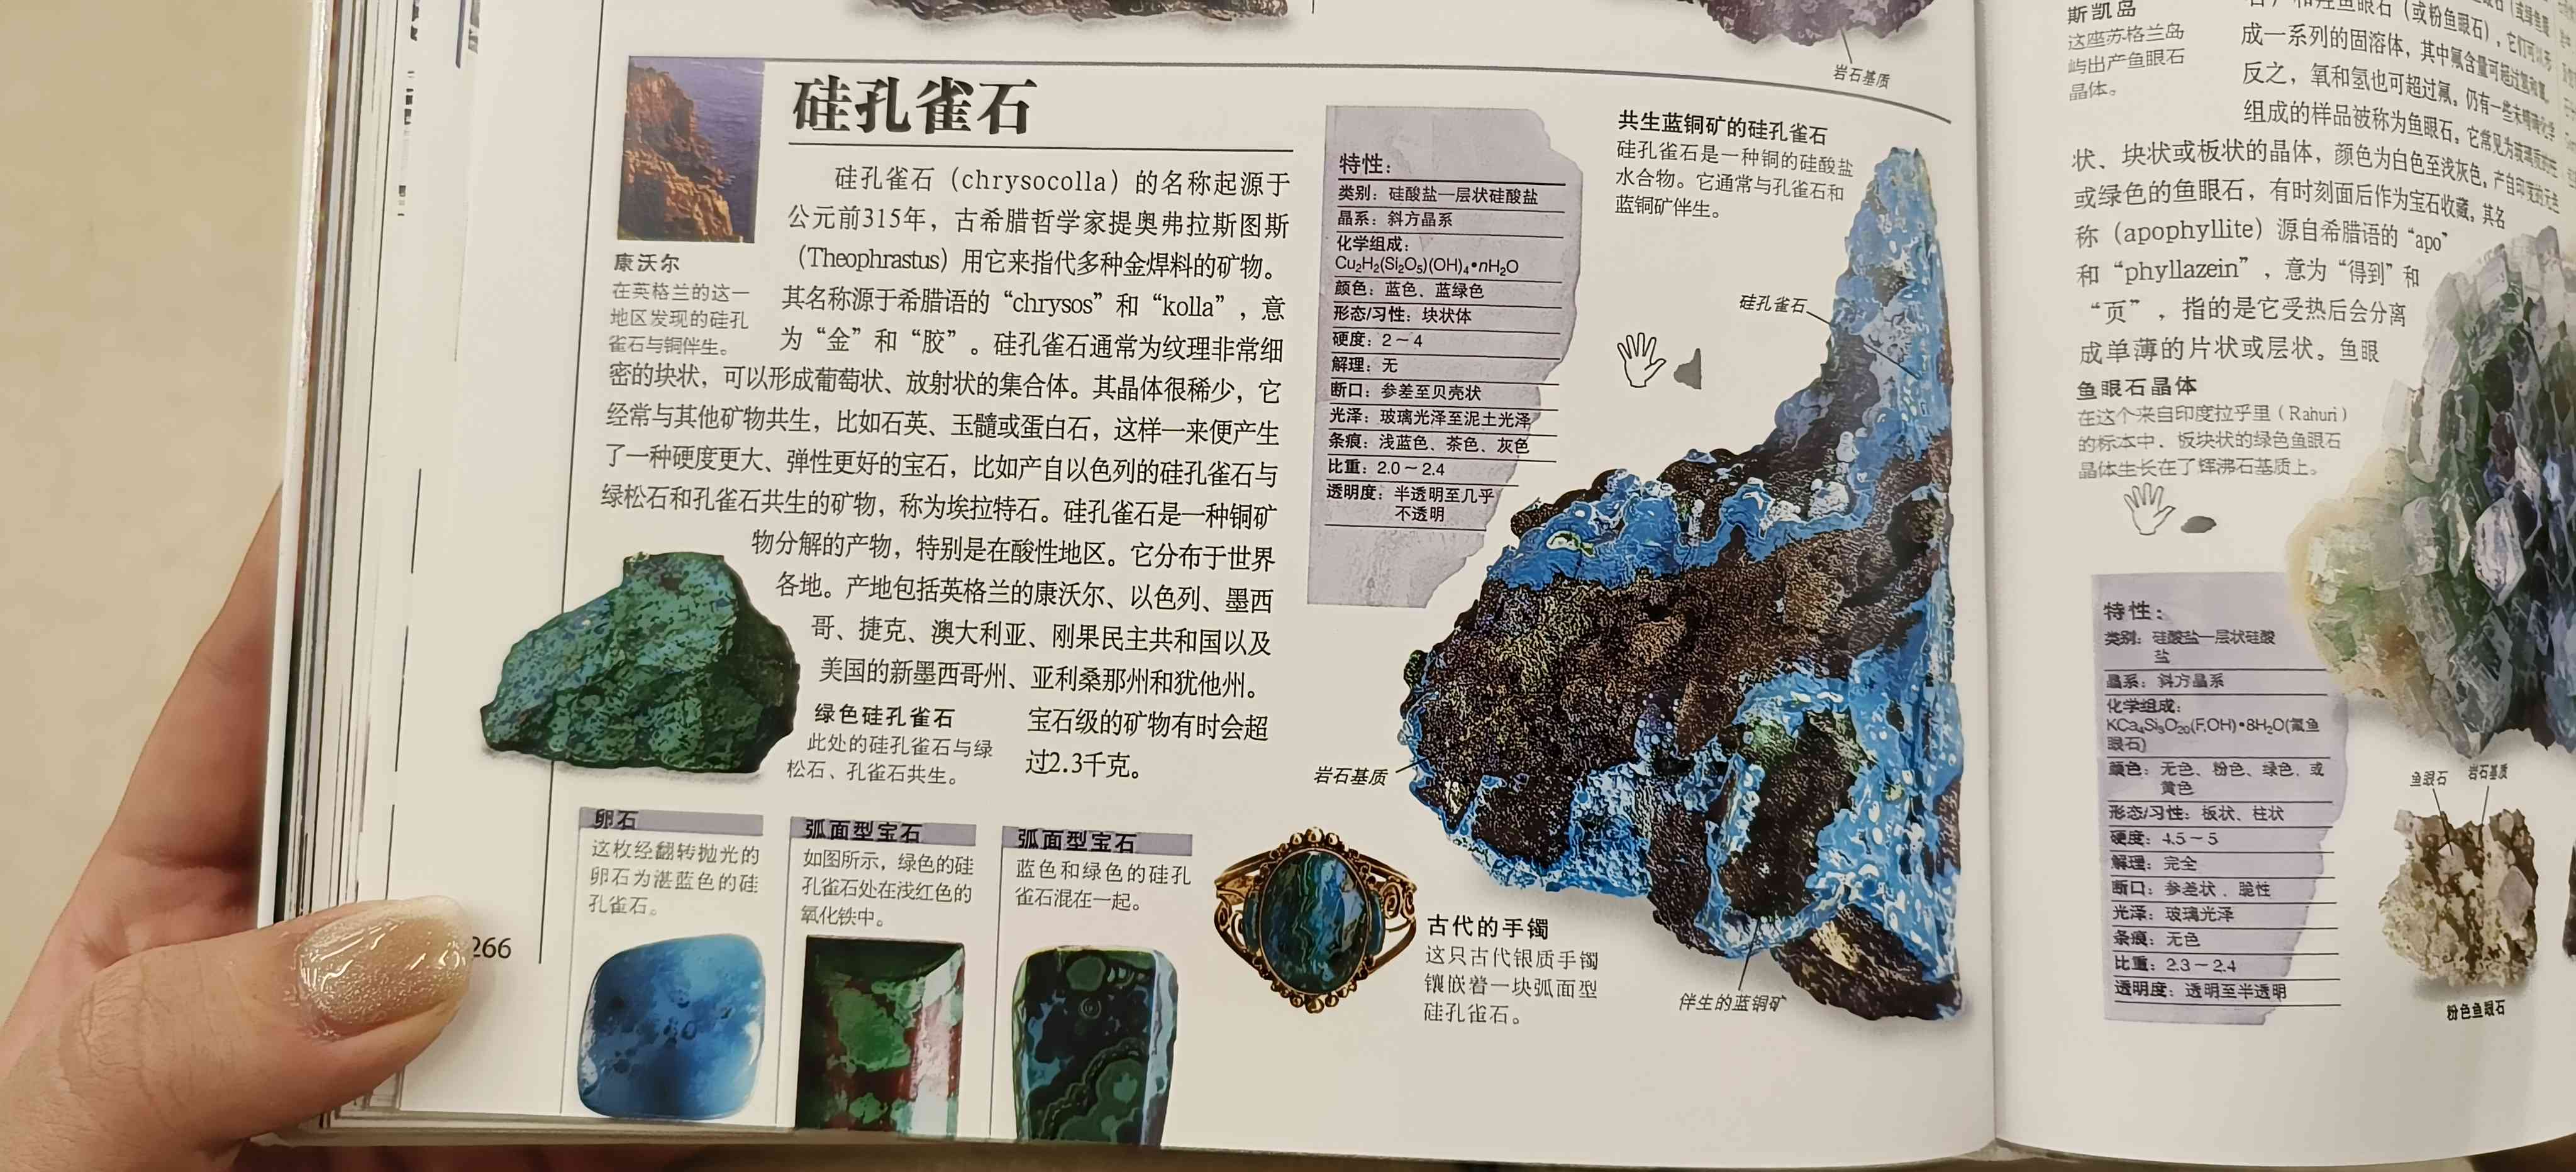 岩石基质
硅孔雀石
硅孔雀石（chrysocolla）的名称起源于
公元前315年，古希腊哲学家提奥弗拉斯图斯
（Theophrastus）用它来指代多种金焊料的矿物。
其名称源于希腊语的“chrysos”和“kolla”，意
为“金”和“胶”。硅孔雀石通常为纹理非常细
密的块状，可以形成葡萄状、放射状的集合体。其晶体很稀少，它
经常与其他矿物共生，比如石英、玉髓或蛋白石，这样一来便产生
了一种硬度更大、弹性更好的宝石，比如产自以色列的硅孔雀石与
绿松石和孔雀石共生的矿物，称为埃拉特石。硅孔雀石是一种铜矿
物分解的产物，特别是在酸性地区。它分布于世界
各地。产地包括英格兰的康沃尔、以色列、墨西
哥、捷克、澳大利亚、刚果民主共和国以及
美国的新墨西哥州、亚利桑那州和犹他州。
宝石级的矿物有时会超
过2.3千克。
康沃尔
在英格兰的这一
地区发现的硅孔
雀石与铜伴生。
绿色硅孔雀石
此处的硅孔雀石与绿
松石、孔雀石共生。
特性：
类别：硅酸盐—层状硅酸盐
晶系：斜方晶系
化学组成：
Cu₂H₂(Si₂O₅)(OH)₄•nH₂O
颜色：蓝色、蓝绿色
形态/习性：块状体
硬度：2～4
解理：无
断口：参差至贝壳状
光泽：玻璃光泽至泥土光泽
条痕：浅蓝色、茶色、灰色
比重：2.0～2.4
透明度：半透明至几乎
不透明
共生蓝铜矿的硅孔雀石
硅孔雀石是一种铜的硅酸盐
水合物。它通常与孔雀石和
蓝铜矿伴生。
硅孔雀石
岩石基质
伴生的蓝铜矿
卵石
这枚经翻转抛光的
卵石为湛蓝色的硅
孔雀石。
弧面型宝石
如图所示，绿色的硅
孔雀石处在浅红色的
氧化铁中。
弧面型宝石
蓝色和绿色的硅孔
雀石混在一起。
古代的手镯
这只古代银质手镯
镶嵌着一块弧面型
硅孔雀石。
266
斯凯岛
这座苏格兰岛
屿出产鱼眼石
晶体。
（或粉鱼眼石），它们可以形
成一系列的固溶体，其中氟含量可超过氢和氧，
反之，氧和氢也可超过氟。仍有一些未明确化学
组成的样品被称为鱼眼石。它常见为玻璃质的柱
状、块状或板状的晶体，颜色为白色至浅灰色。产自印度的无色
或绿色的鱼眼石，有时刻面后作为宝石收藏。其名
称（apophyllite）源自希腊语的“apo”
和“phyllazein”，意为“得到”和
“页”，指的是它受热后会分离
成单薄的片状或层状。鱼眼
鱼眼石晶体
在这个来自印度拉乎里（Rahuri）
的标本中，板块状的绿色鱼眼石
晶体生长在了辉沸石基质上。
特性：
类别：硅酸盐—层状硅酸
盐
晶系：斜方晶系
化学组成：
KCa₄Si₈O₂₀(F,OH)•8H₂O(氟鱼
眼石)
颜色：无色、粉色、绿色、或
黄色
形态/习性：板状、柱状
硬度：4.5～5
解理：完全
断口：参差状、脆性
光泽：玻璃光泽
条痕：无色
比重：2.3～2.4
透明度：透明至半透明
鱼眼石
岩石基质
粉色鱼眼石